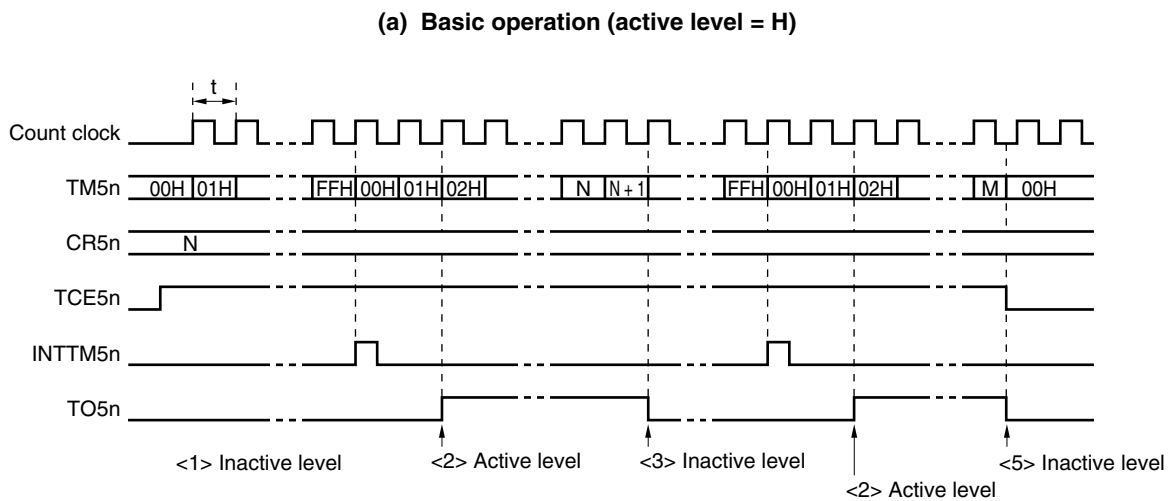 (a) Basic operation (active level = H)
t
Count clock
TM5n 00H 01H FFH 00H 01H 02H N N + 1 FFH 00H 01H 02H M 00H
CR5n N
TCE5n
INTTM5n
TO5n
<1> Inactive level <2> Active level <3> Inactive level <5> Inactive level
<2> Active level